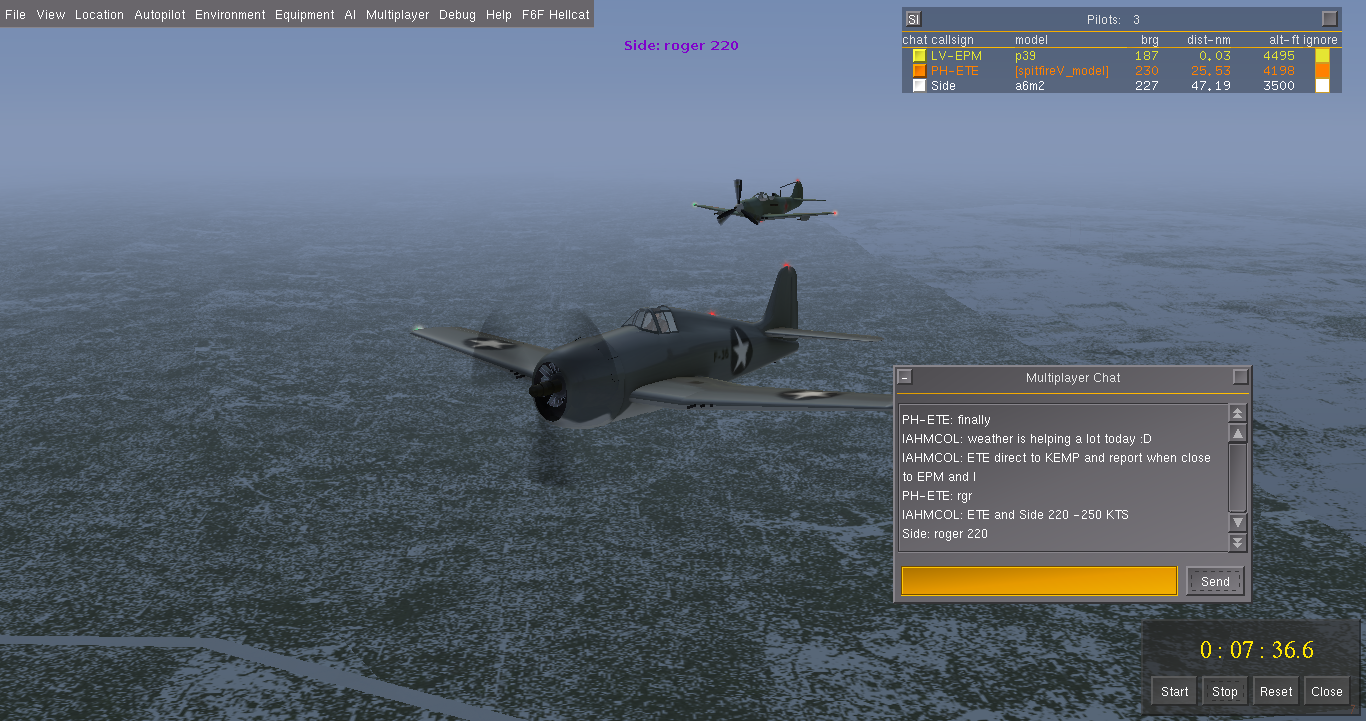 File View Location Autopilot Environment Equipment AI Multiplayer Debug Help F6F Hellcat
Side: roger 220
SI Pilots: 3
chat callsign model brg dist-nm alt-ft ignore
LV-EPM p39 187 0.03 4495
PH-ETE [spitfireV_model] 230 25.53 4198
Side a6m2 227 47.19 3500
Multiplayer Chat
PH-ETE: finally
IAHMCOL: weather is helping a lot today :D
IAHMCOL: ETE direct to KEMP and report when close
to EPM and I
PH-ETE: rgr
IAHMCOL: ETE and Side 220 -250 KTS
Side: roger 220
Send
0 : 07 : 36.6
Start Stop Reset Close